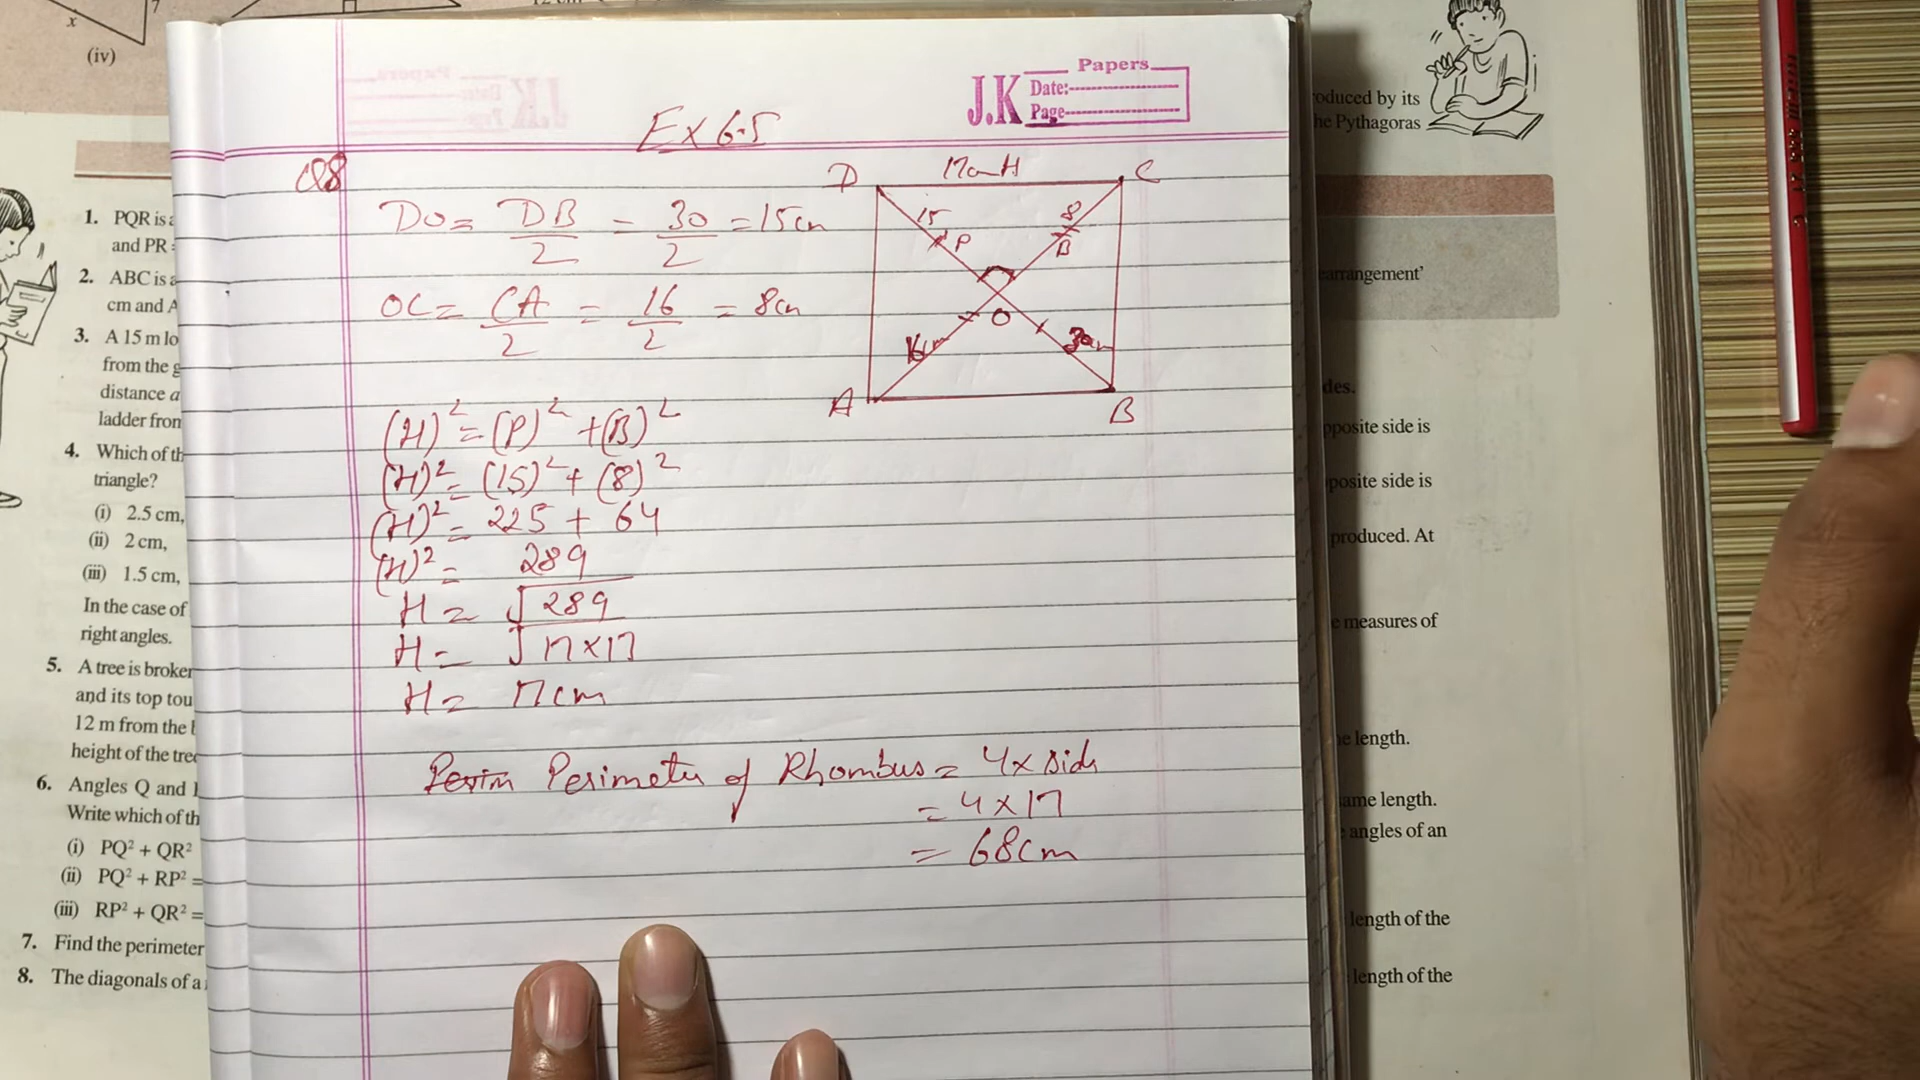 x
7
12 cm
(iv)
J.K
Papers
Date:
Page
Ex 6.5
Q8
DO = DB/2 = 30/2 = 15cm
OC = CA/2 = 16/2 = 8cm
(H)² = (P)² + (B)²
(H)² = (15)² + (8)²
(H)² = 225 + 64
(H)² = 289
H = √289
H = √17×17
H = 17cm
Perimeter of Rhombus = 4 × side
= 4 × 17
= 68cm
D 17cm H C
15 P 8 B
O
16cm 30cm
A B
1. PQR is
and PR
2. ABC is
cm and A
3. A 15 m lo
from the g
distance a
ladder fron
4. Which of th
triangle?
(i) 2.5 cm,
(ii) 2 cm,
(iii) 1.5 cm,
In the case of
right angles.
5. A tree is broken
and its top tou
12 m from the
height of the tree
6. Angles Q and
Write which of th
(i) PQ² + QR²
(ii) PQ² + RP² =
(iii) RP² + QR² =
7. Find the perimeter
8. The diagonals of a
oduced by its
he Pythagoras
arrangement'
des.
pposite side is
posite side is
produced. At
measures of
e length.
ame length.
angles of an
length of the
length of the